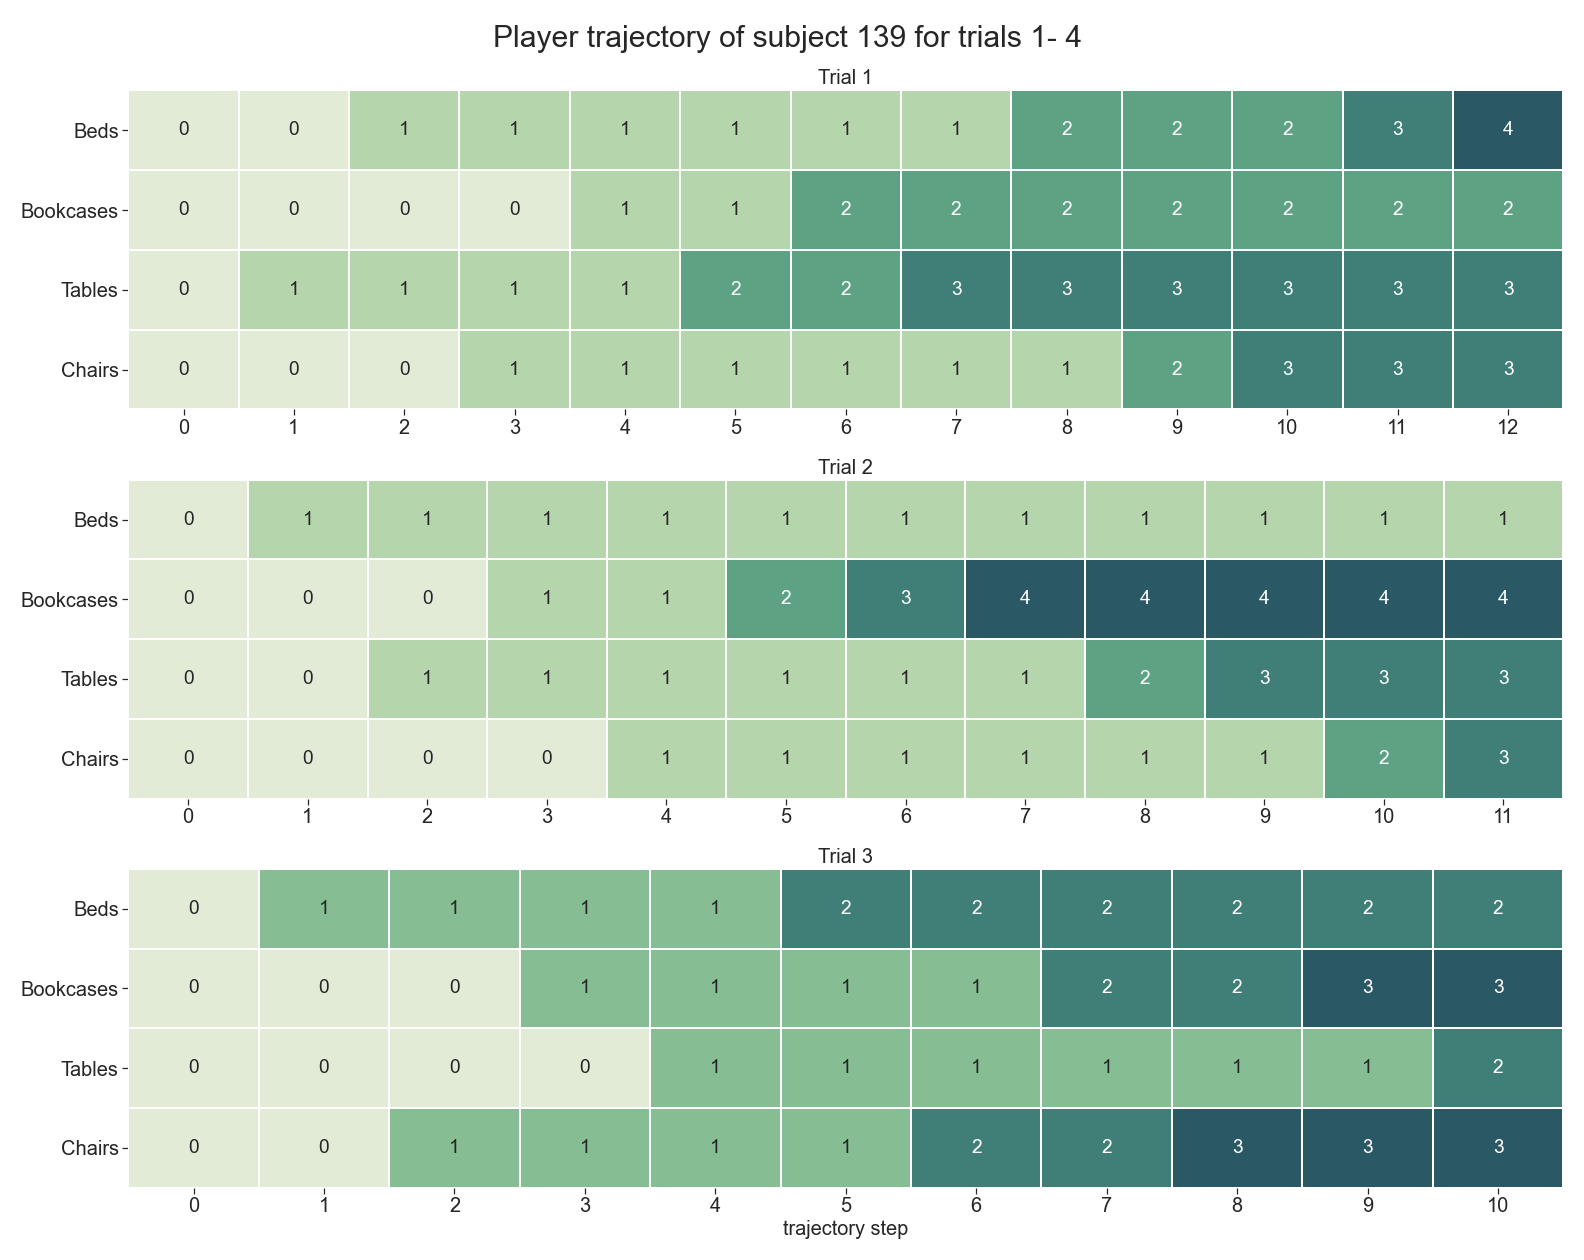 Player trajectory of subject 139 for trials 1- 4
Trial 1
Beds 0 0 1 1 1 1 1 1 2 2 2 3 4
Bookcases 0 0 0 0 1 1 2 2 2 2 2 2 2
Tables 0 1 1 1 1 2 2 3 3 3 3 3 3
Chairs 0 0 0 1 1 1 1 1 1 2 3 3 3
0 1 2 3 4 5 6 7 8 9 10 11 12
Trial 2
Beds 0 1 1 1 1 1 1 1 1 1 1 1
Bookcases 0 0 0 1 1 2 3 4 4 4 4 4
Tables 0 0 1 1 1 1 1 1 2 3 3 3
Chairs 0 0 0 0 1 1 1 1 1 1 2 3
0 1 2 3 4 5 6 7 8 9 10 11
Trial 3
Beds 0 1 1 1 1 2 2 2 2 2 2
Bookcases 0 0 0 1 1 1 1 2 2 3 3
Tables 0 0 0 0 1 1 1 1 1 1 2
Chairs 0 0 1 1 1 1 2 2 3 3 3
0 1 2 3 4 5 6 7 8 9 10
trajectory step